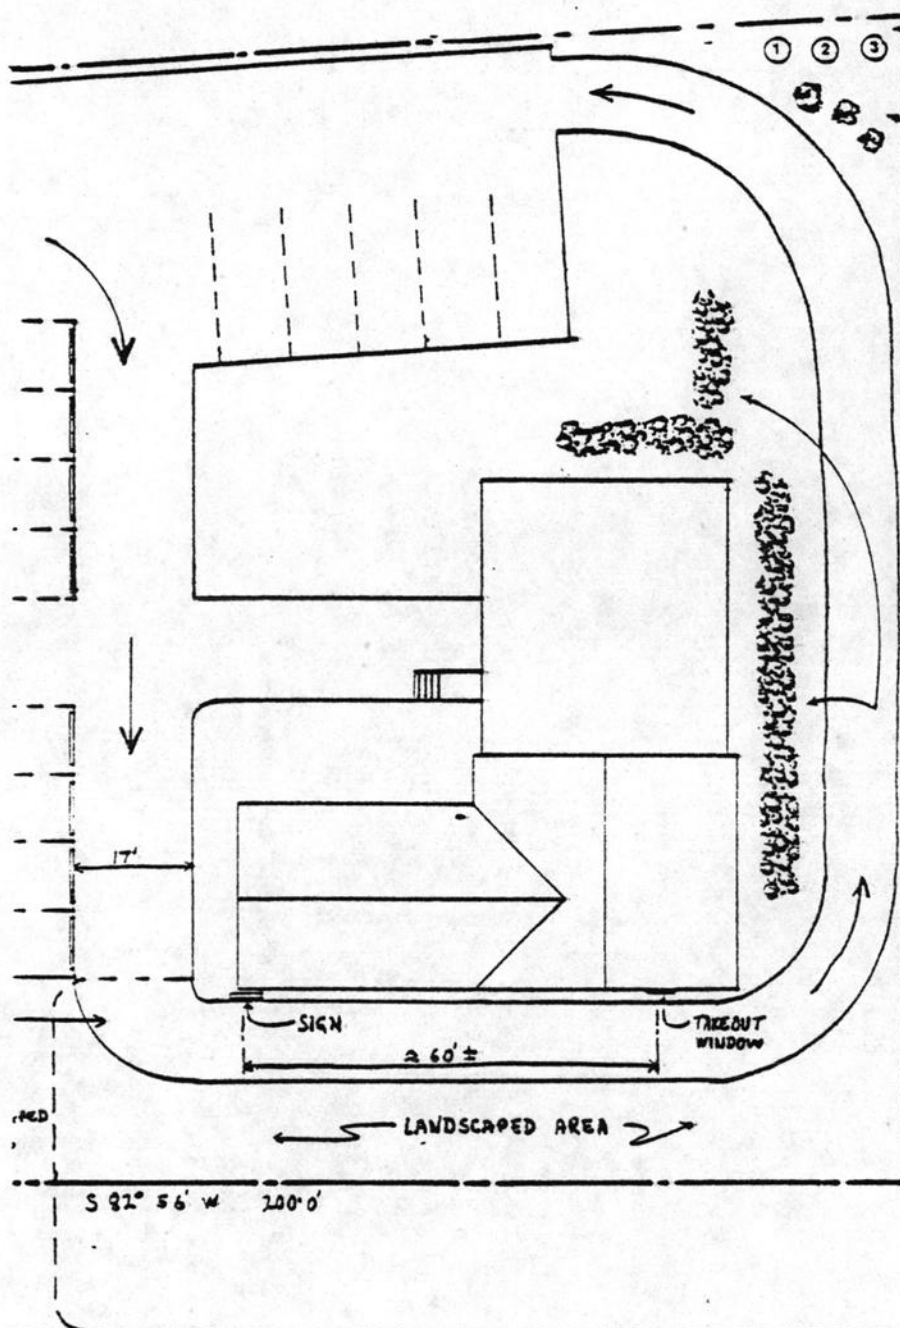 1 2 3
17'
SIGN.
TAKEOUT
WINDOW
≈ 60' ±
LANDSCAPED AREA
S 82° 56' W 200'0'